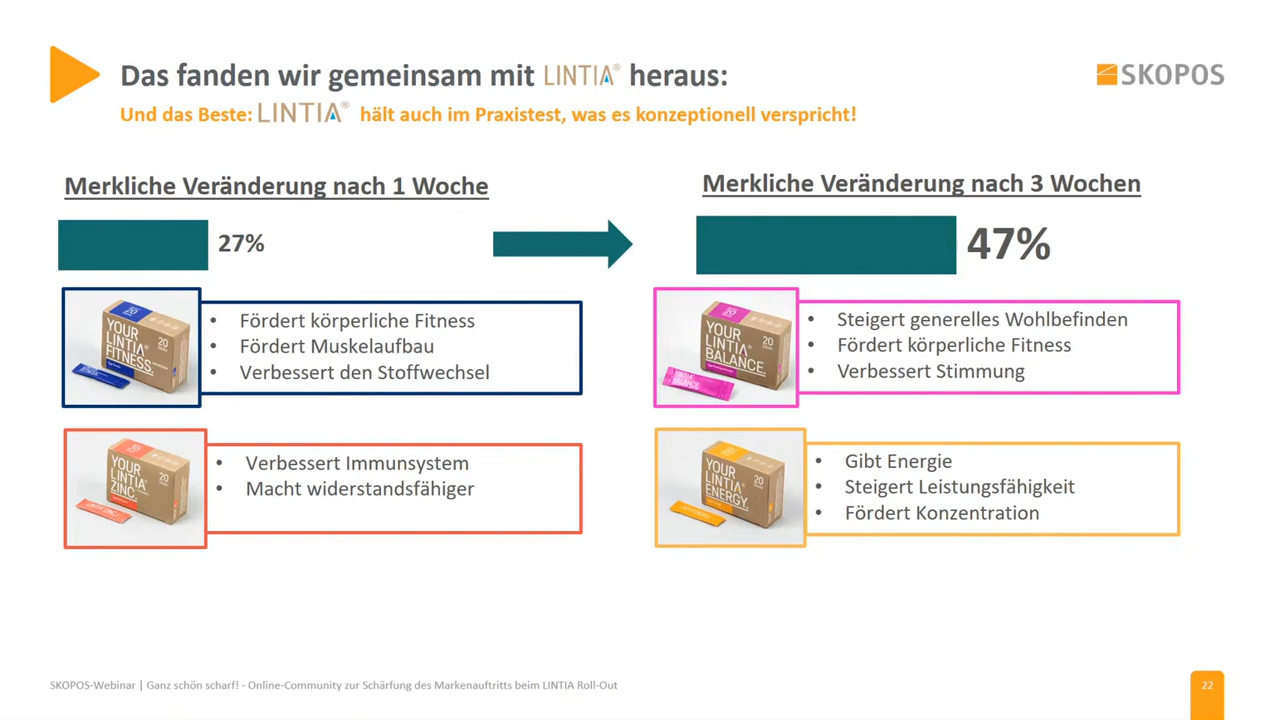 Das fanden wir gemeinsam mit LINTIA® heraus:
SKOPOS
Und das Beste: LINTIA® hält auch im Praxistest, was es konzeptionell verspricht!
Merkliche Veränderung nach 1 Woche
27%
Merkliche Veränderung nach 3 Wochen
47%
YOUR
LINTIA®
FITNESS.
20
• Fördert körperliche Fitness
• Fördert Muskelaufbau
• Verbessert den Stoffwechsel
YOUR
LINTIA®
BALANCE.
20
• Steigert generelles Wohlbefinden
• Fördert körperliche Fitness
• Verbessert Stimmung
YOUR
LINTIA®
ZINC.
20
• Verbessert Immunsystem
• Macht widerstandsfähiger
YOUR
LINTIA®
ENERGY.
20
• Gibt Energie
• Steigert Leistungsfähigkeit
• Fördert Konzentration
SKOPOS-Webinar | Ganz schön scharf! - Online-Community zur Schärfung des Markenauftritts beim LINTIA Roll-Out
22